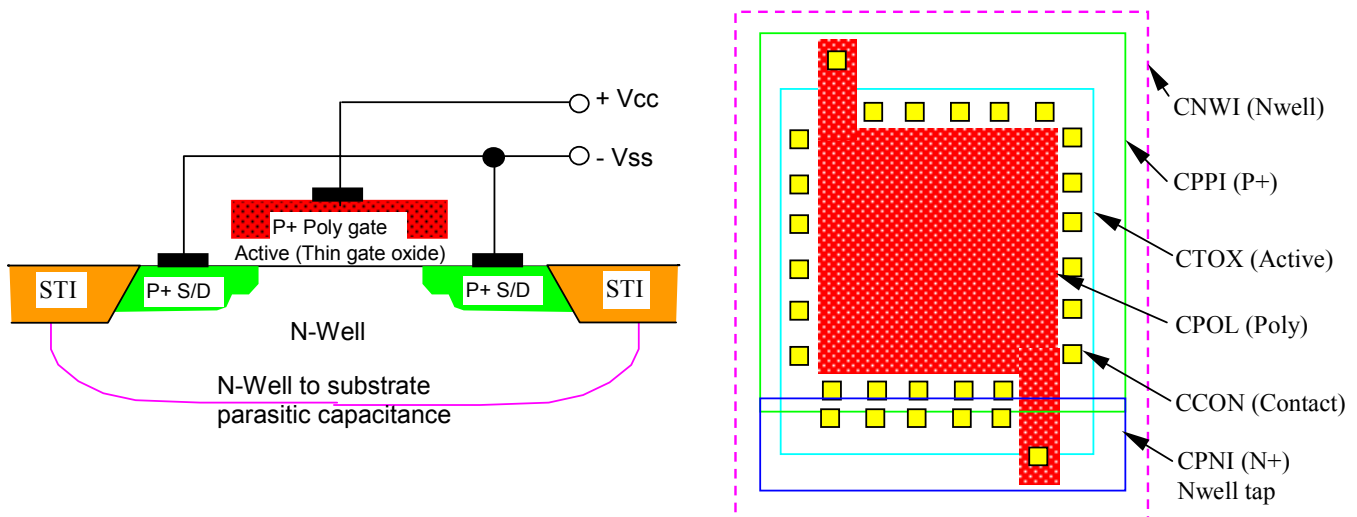 + Vcc
- Vss
P+ Poly gate
Active (Thin gate oxide)
STI
P+ S/D
P+ S/D
STI
N-Well
N-Well to substrate
parasitic capacitance
CNWI (Nwell)
CPPI (P+)
CTOX (Active)
CPOL (Poly)
CCON (Contact)
CPNI (N+)
Nwell tap